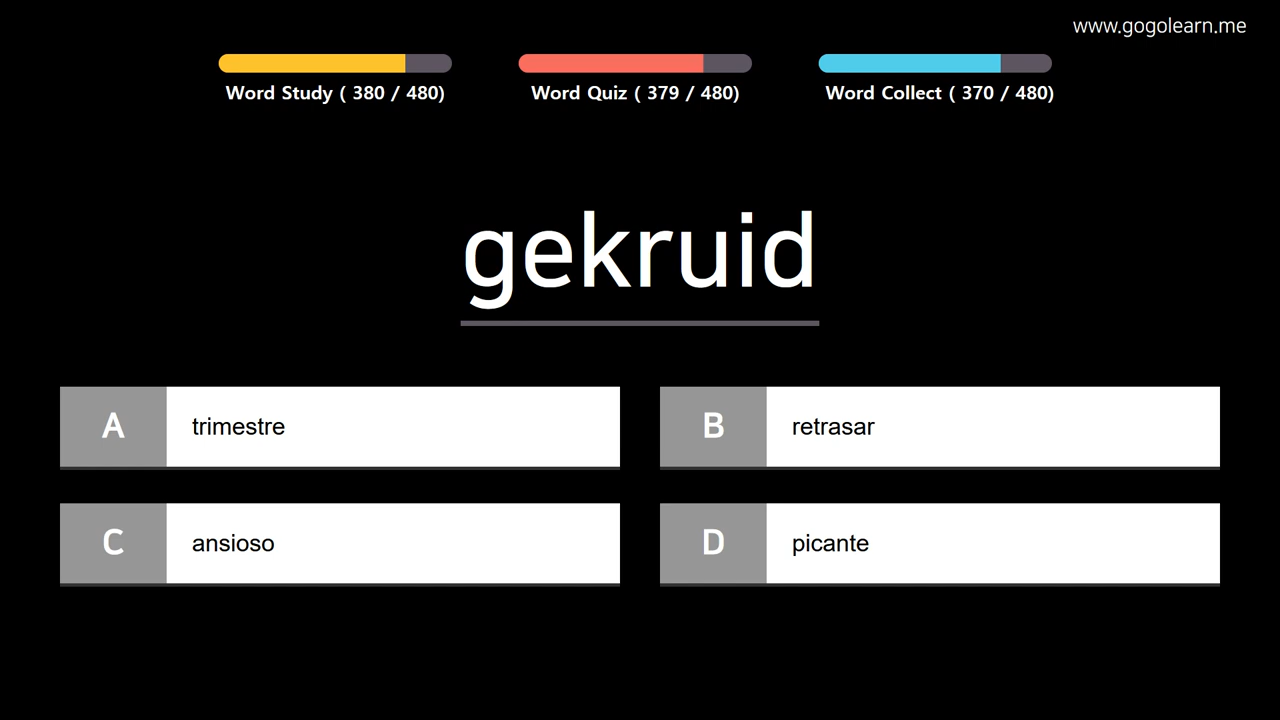 www.gogolearn.me
Word Study ( 380 / 480)
Word Quiz ( 379 / 480)
Word Collect ( 370 / 480)
gekruid
A trimestre
B retrasar
C ansioso
D picante